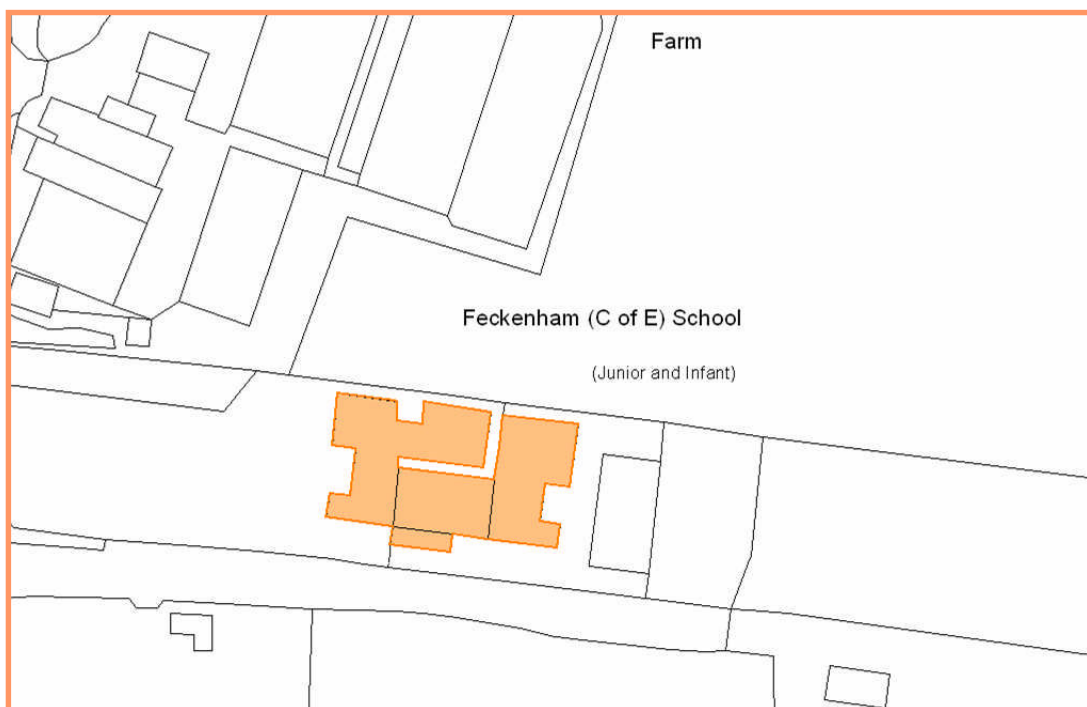 Farm
Feckenham (C of E) School
(Junior and Infant)